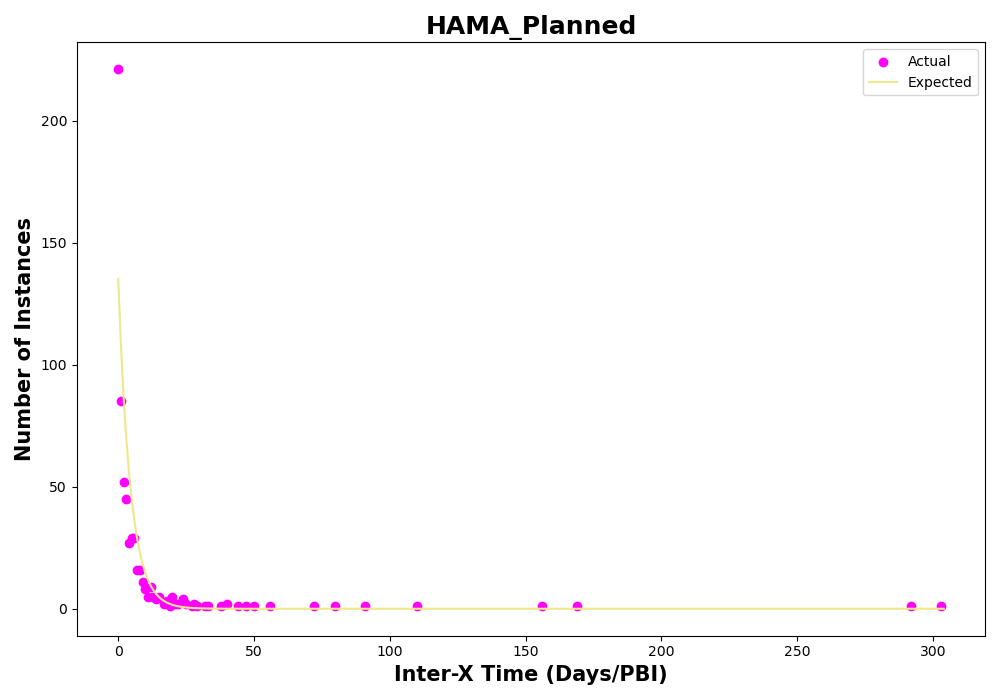 HAMA_Planned
Actual
Expected
Number of Instances
200
150
100
50
0
0 50 100 150 200 250 300
Inter-X Time (Days/PBI)